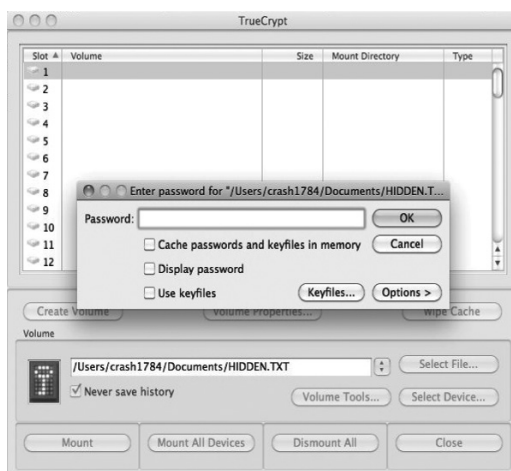 TrueCrypt
Slot Volume Size Mount Directory Type
1
2
3
4
5
6
7
8
9
10
11
12
Enter password for "/Users/crash1784/Documents/HIDDEN.T...
Password: OK
Cache passwords and keyfiles in memory Cancel
Display password
Use keyfiles Keyfiles... Options >
Create Volume Volume Properties... Wipe Cache
Volume
/Users/crash1784/Documents/HIDDEN.TXT Select File...
Never save history Volume Tools... Select Device...
Mount Mount All Devices Dismount All Close